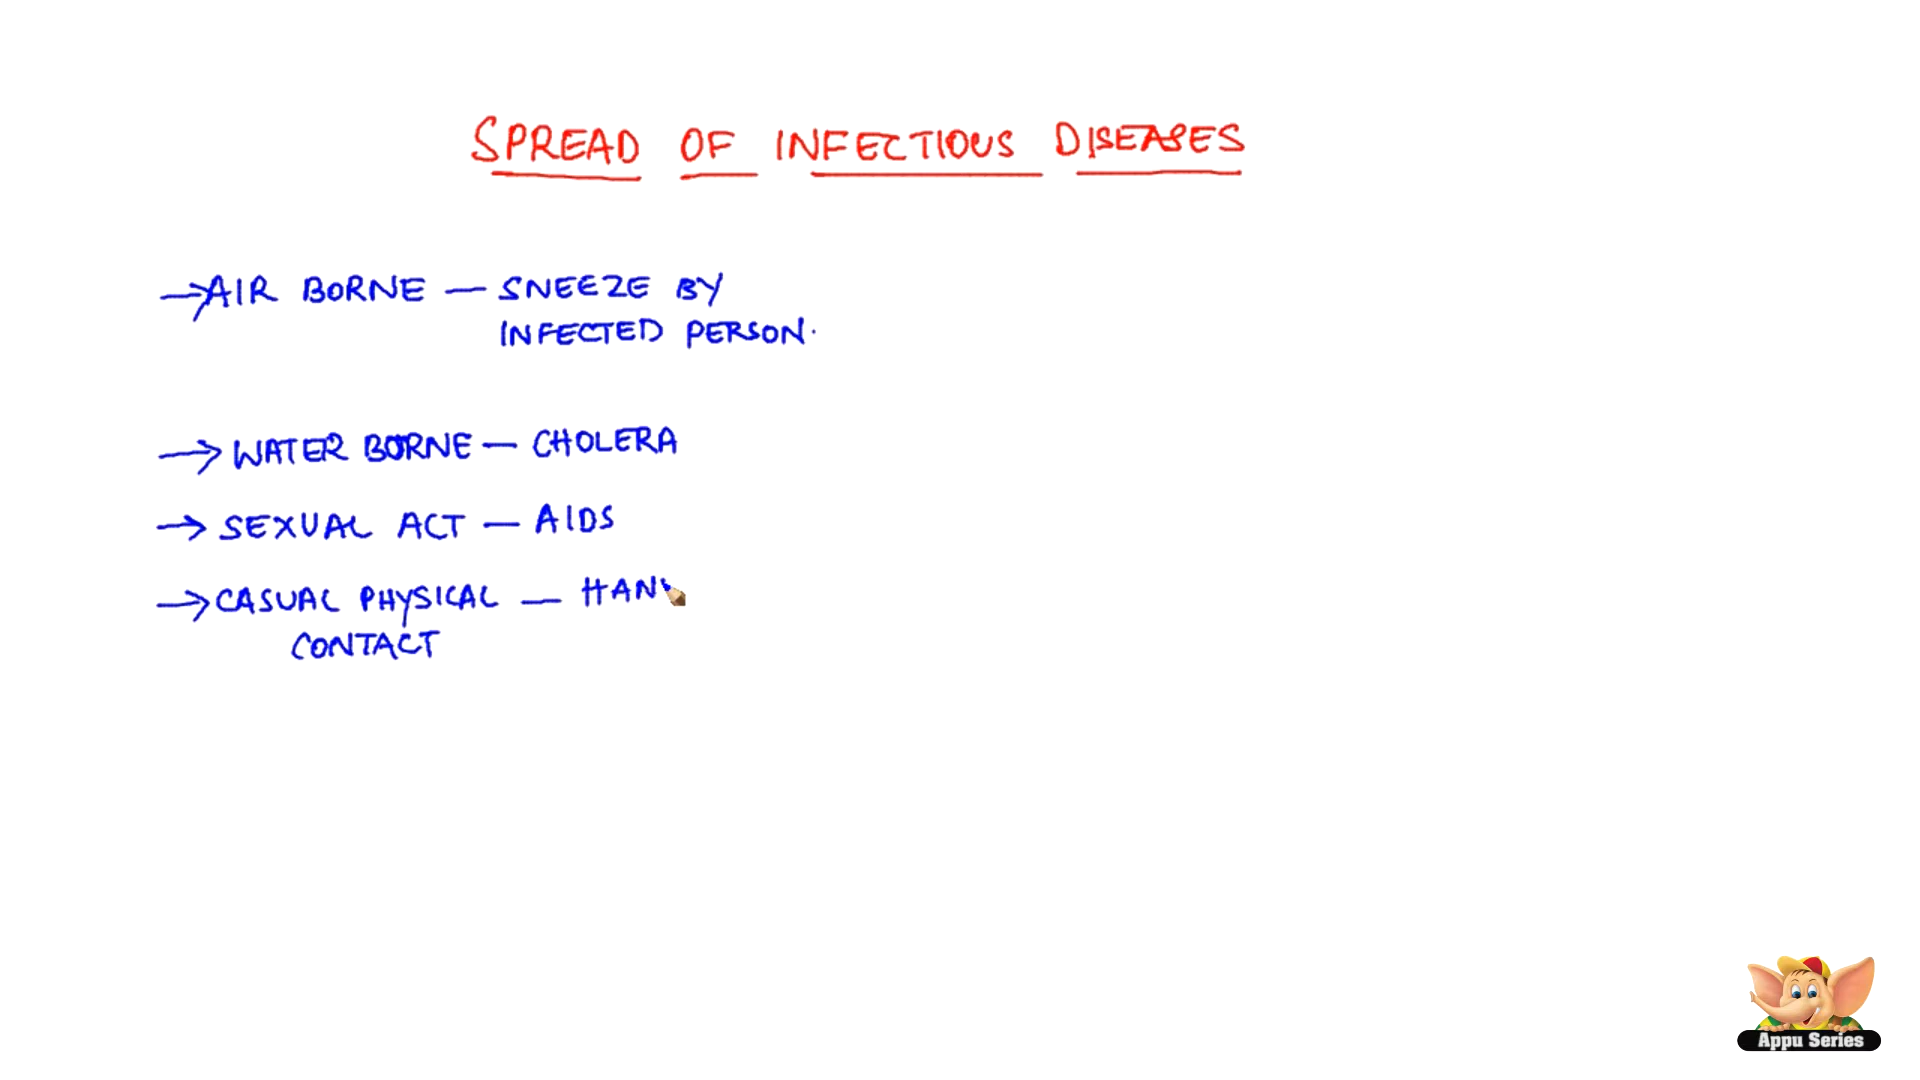 SPREAD OF INFECTIOUS DISEASES
→AIR BORNE — SNEEZE BY
INFECTED PERSON.
→ WATER BORNE — CHOLERA
→ SEXUAL ACT — AIDS
→ CASUAL PHYSICAL — HAN
CONTACT
Appu Series